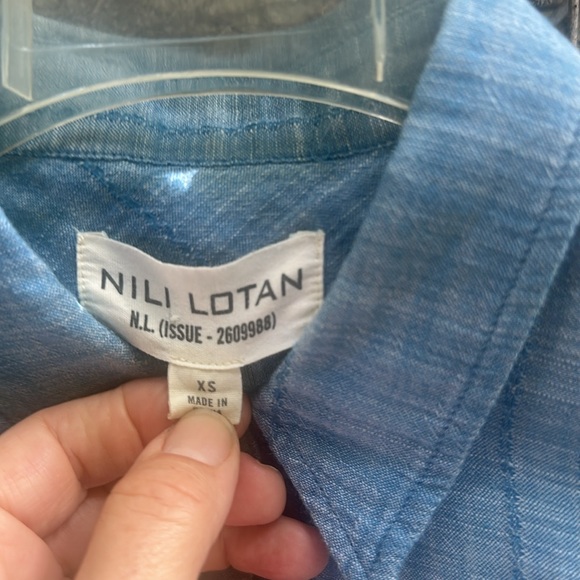 NILI LOTAN
N.L. (ISSUE - 2609988)
XS
MADE IN